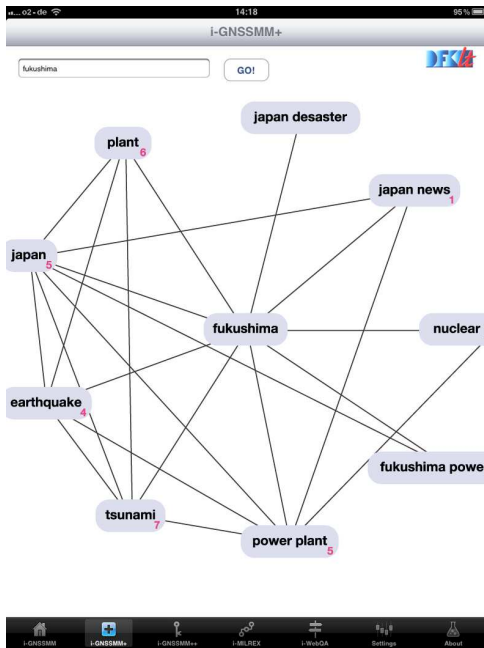 o2-de 14:18 95%
i-GNSSMM+
fukushima GO! DFKI lt
japan desaster
plant 6
japan news 1
japan 5
fukushima nuclear
earthquake 4
fukushima powe
tsunami 7
power plant 5
i-GNSSMM i-GNSSMM+ i-GNSSMM++ i-MILREX i-WebQA Settings About